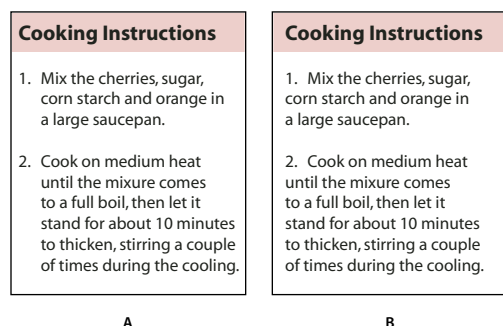 Cooking Instructions
1. Mix the cherries, sugar,
corn starch and orange in
a large saucepan.
2. Cook on medium heat
until the mixure comes
to a full boil, then let it
stand for about 10 minutes
to thicken, stirring a couple
of times during the cooling.
A
Cooking Instructions
1. Mix the cherries, sugar,
corn starch and orange in
a large saucepan.
2. Cook on medium heat
until the mixure comes
to a full boil, then let it
stand for about 10 minutes
to thicken, stirring a couple
of times during the cooling.
B